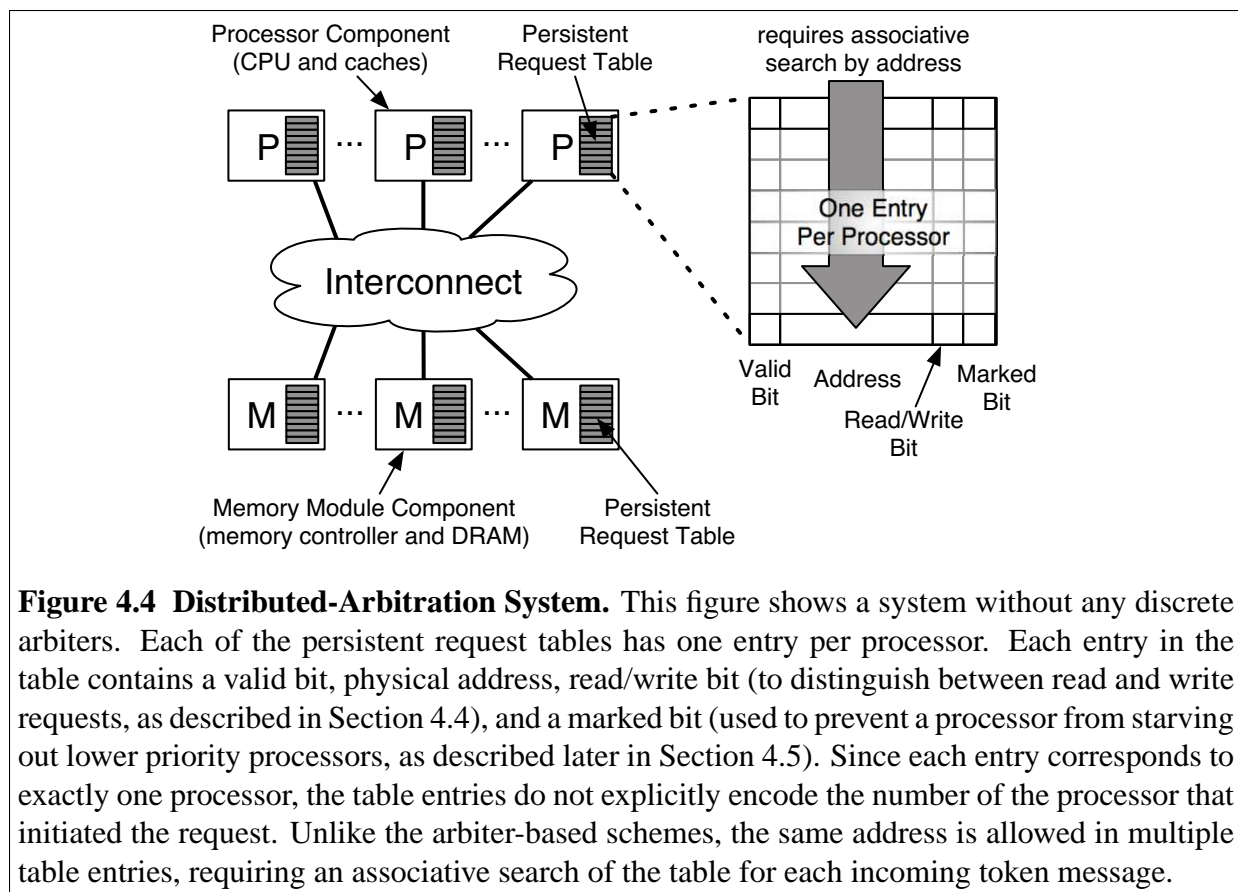 Processor Component
(CPU and caches)
Persistent
Request Table
requires associative
search by address
P ... P ... P
One Entry
Per Processor
Interconnect
Valid
Bit
Address
Read/Write
Bit
Marked
Bit
M ... M ... M
Memory Module Component
(memory controller and DRAM)
Persistent
Request Table
Figure 4.4 Distributed-Arbitration System. This figure shows a system without any discrete
arbiters. Each of the persistent request tables has one entry per processor. Each entry in the
table contains a valid bit, physical address, read/write bit (to distinguish between read and write
requests, as described in Section 4.4), and a marked bit (used to prevent a processor from starving
out lower priority processors, as described later in Section 4.5). Since each entry corresponds to
exactly one processor, the table entries do not explicitly encode the number of the processor that
initiated the request. Unlike the arbiter-based schemes, the same address is allowed in multiple
table entries, requiring an associative search of the table for each incoming token message.